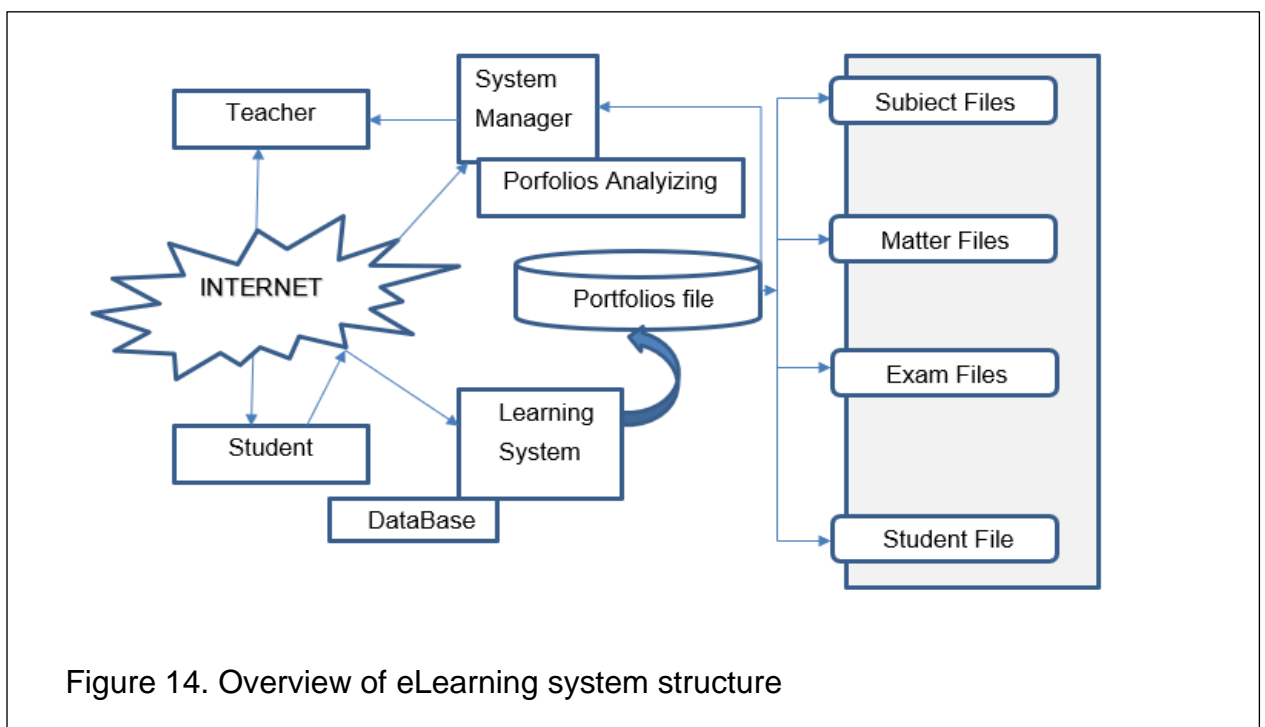 System
Manager
Teacher
Subiect Files
Porfolios Analyizing
Matter Files
INTERNET
Portfolios file
Exam Files
Learning
System
Student
DataBase
Student File
Figure 14. Overview of eLearning system structure